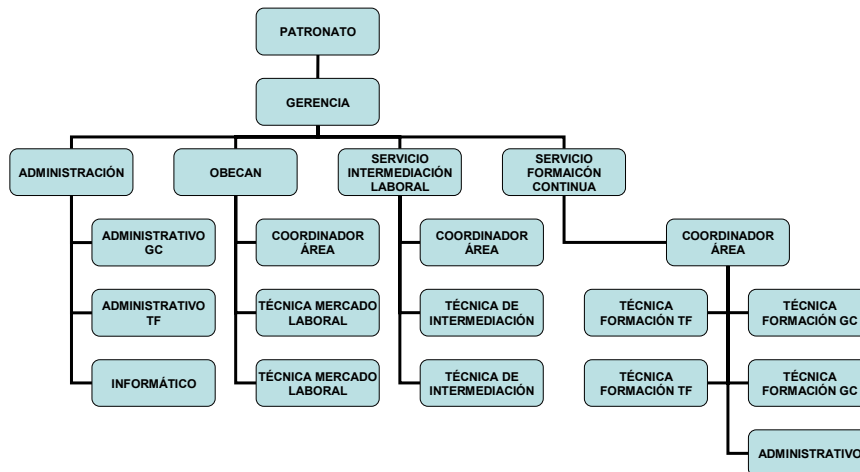 PATRONATO
GERENCIA
ADMINISTRACIÓN
OBECAN
SERVICIO
INTERMEDIACIÓN
LABORAL
SERVICIO
FORMAICÓN
CONTINUA
ADMINISTRATIVO
GC
COORDINADOR
ÁREA
COORDINADOR
ÁREA
COORDINADOR
ÁREA
ADMINISTRATIVO
TF
TÉCNICA MERCADO
LABORAL
TÉCNICA DE
INTERMEDIACIÓN
TÉCNICA
FORMACIÓN TF
TÉCNICA
FORMACIÓN GC
INFORMÁTICO
TÉCNICA MERCADO
LABORAL
TÉCNICA DE
INTERMEDIACIÓN
TÉCNICA
FORMACIÓN TF
TÉCNICA
FORMACIÓN GC
ADMINISTRATIVO